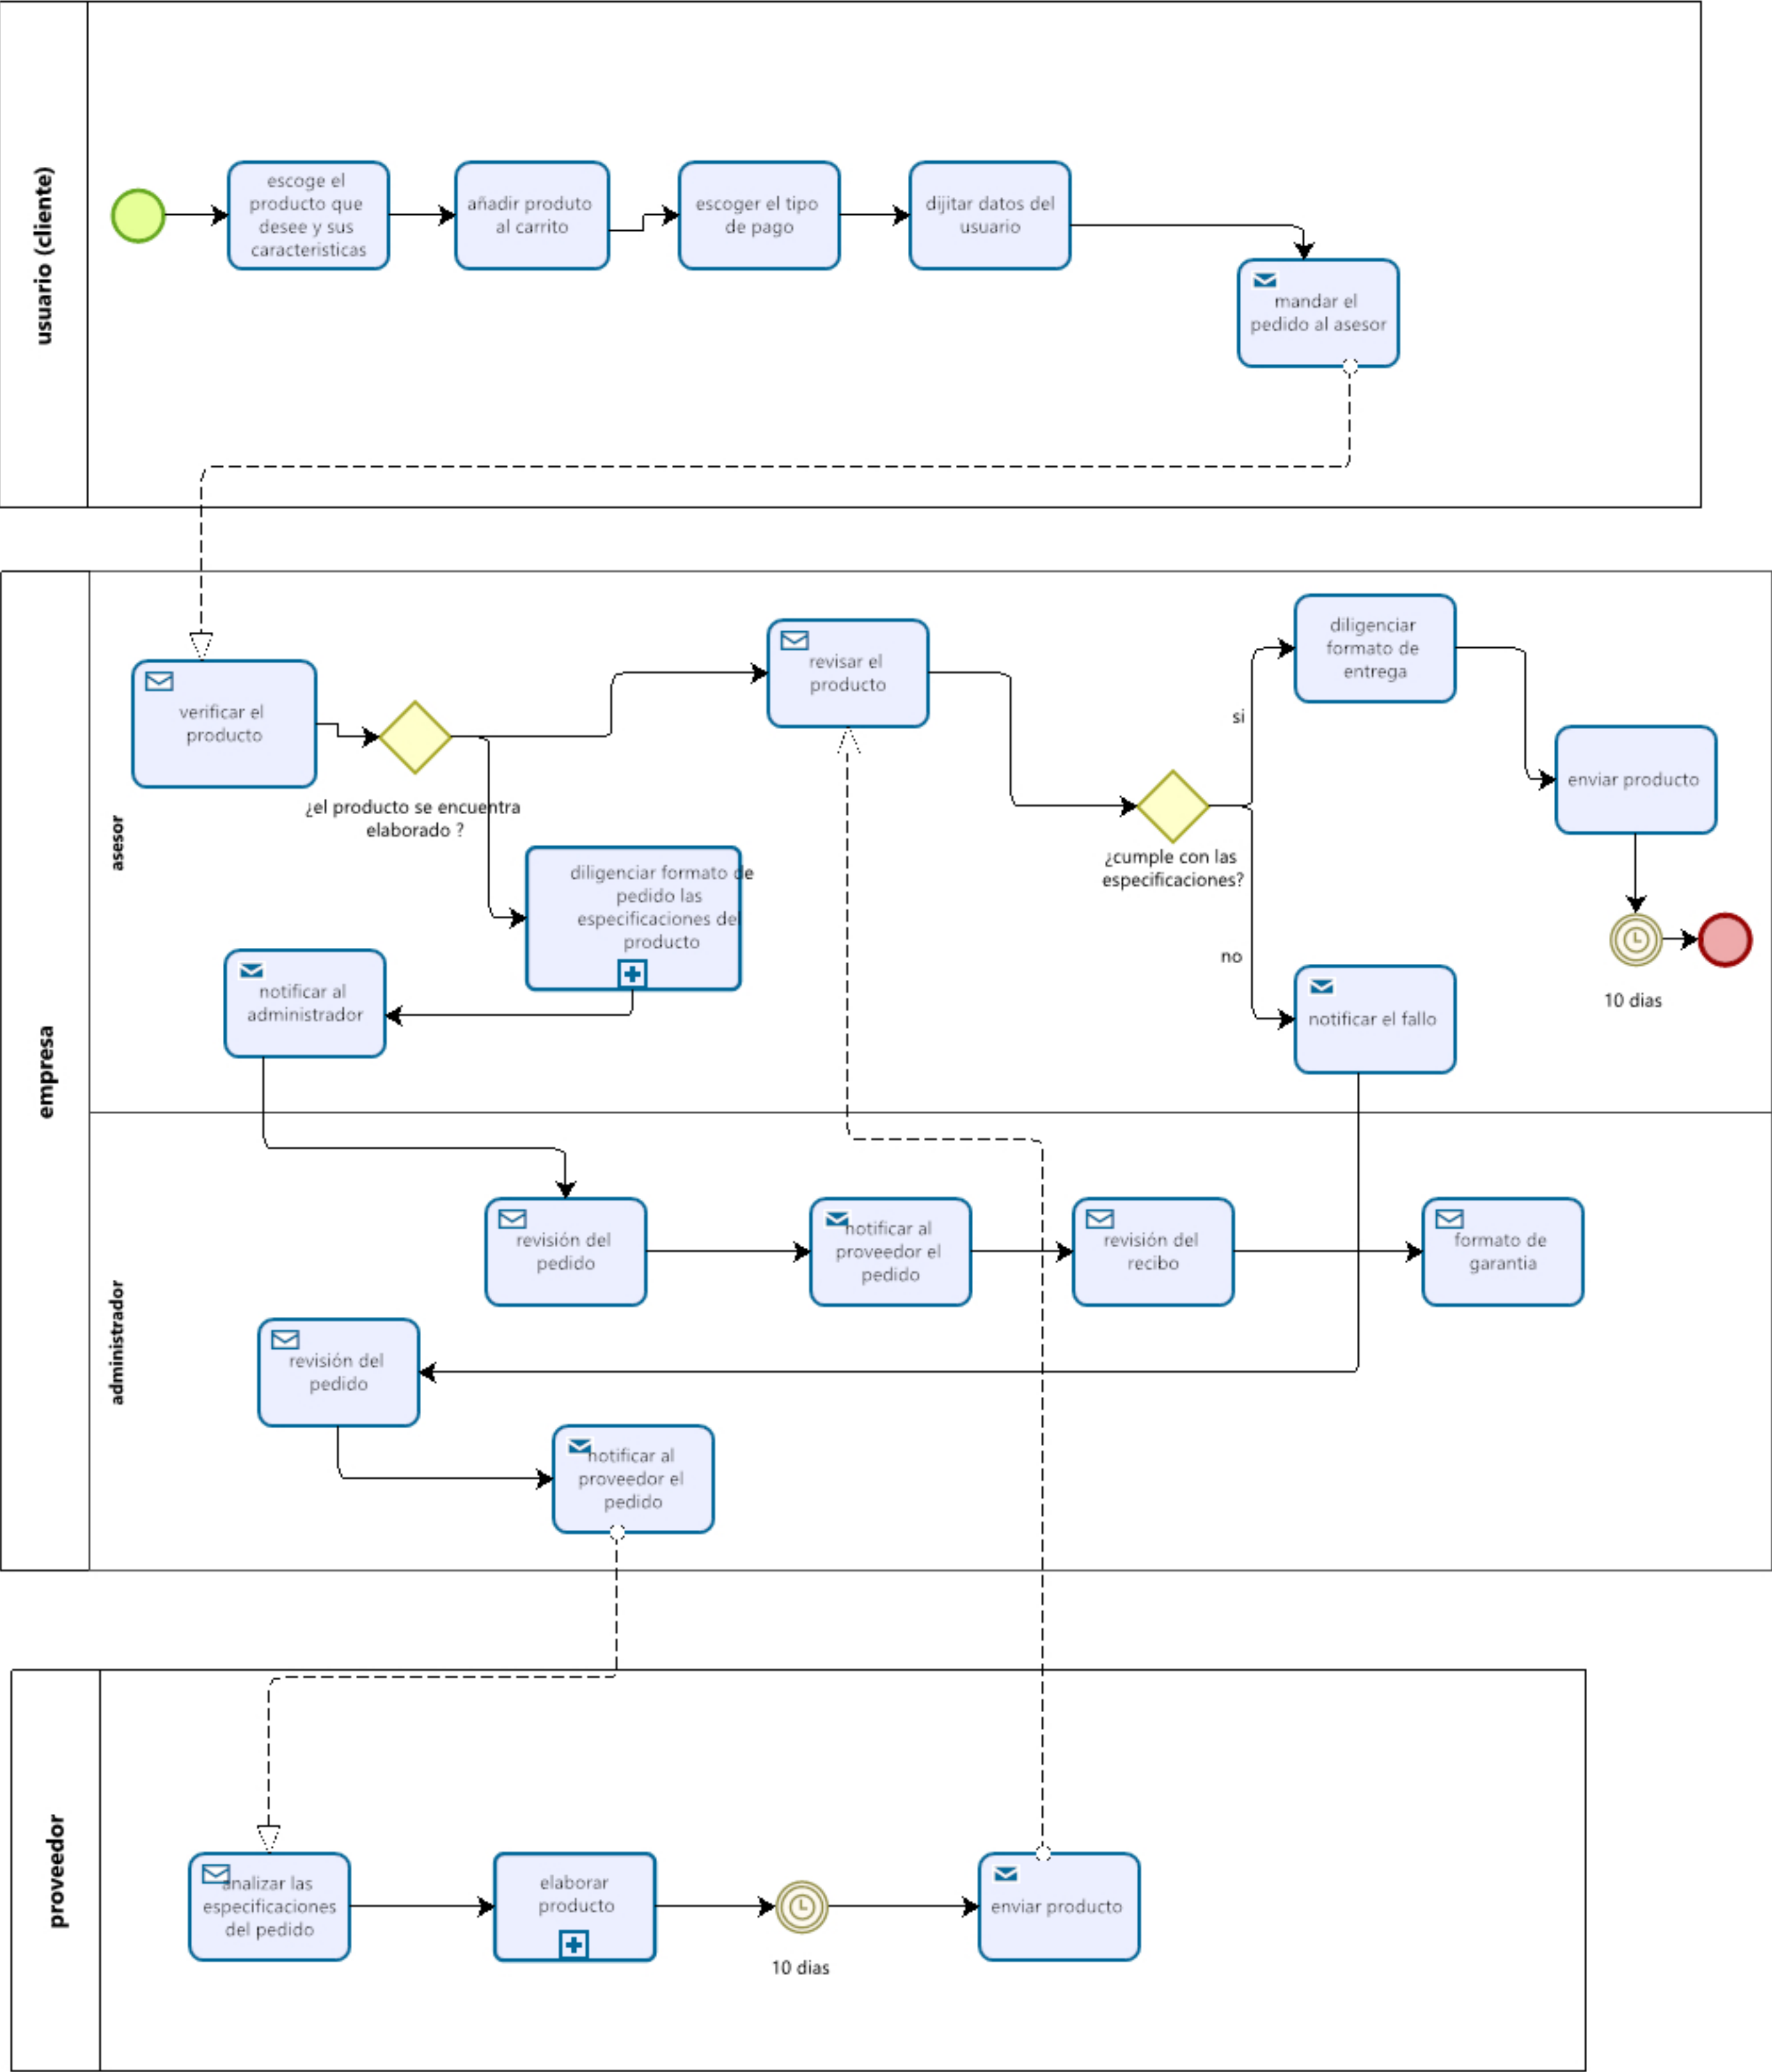 usuario (cliente)
escoge el
producto que
desee y sus
caracteristicas
añadir produto
al carrito
escoger el tipo
de pago
dijitar datos del
usuario
mandar el
pedido al asesor
empresa
asesor
verificar el
producto
¿el producto se encuentra
elaborado ?
revisar el
producto
diligenciar formato de
pedido las
especificaciones del
producto
notificar al
administrador
¿cumple con las
especificaciones?
si
no
diligenciar
formato de
entrega
enviar producto
10 dias
notificar el fallo
administrador
revisión del
pedido
notificar al
proveedor el
pedido
revisión del
recibo
formato de
garantia
revisión del
pedido
notificar al
proveedor el
pedido
proveedor
analizar las
especificaciones
del pedido
elaborar
producto
10 dias
enviar producto